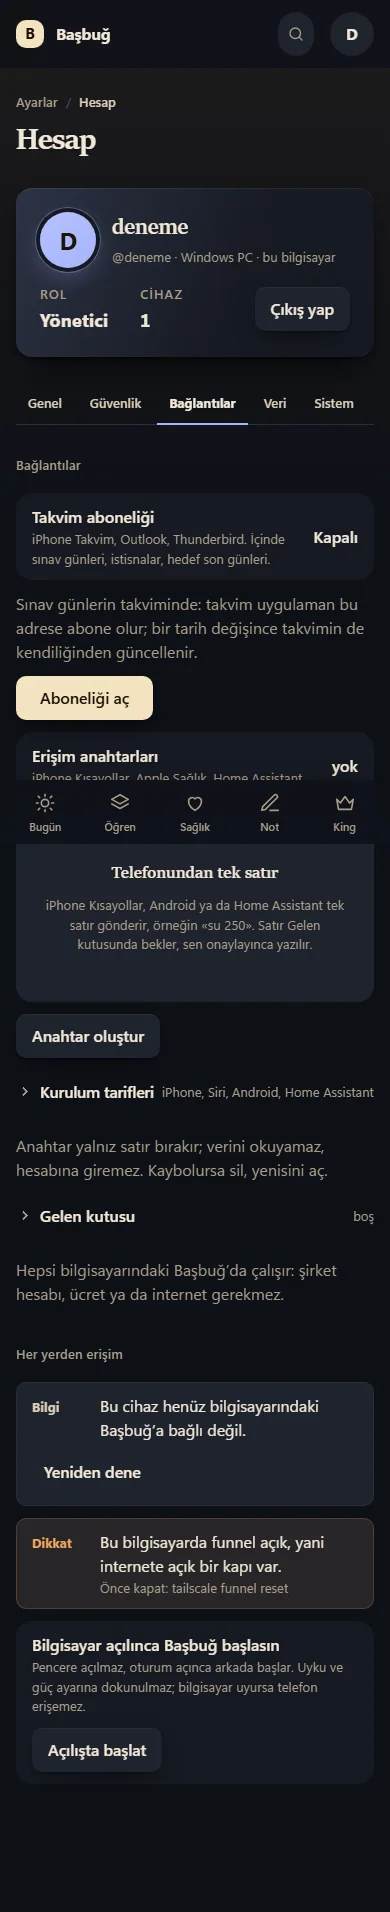 B Başbuğ D
Ayarlar / Hesap
Hesap
D
deneme
@deneme · Windows PC · bu bilgisayar
ROL
Yönetici
CİHAZ
1
Çıkış yap
Genel Güvenlik Bağlantılar Veri Sistem
Bağlantılar
Takvim aboneliği
iPhone Takvim, Outlook, Thunderbird. İçinde
sınav günleri, istisnalar, hedef son günleri.
Kapalı
Sınav günlerin takviminde: takvim uygulaman bu
adrese abone olur; bir tarih değişince takvimin de
kendiliğinden güncellenir.
Aboneliği aç
Erişim anahtarları
iPhone Kısayollar, Apple Sağlık, Home Assistant
yok
Bugün Öğren Sağlık Not King
Telefonundan tek satır
iPhone Kısayollar, Android ya da Home Assistant tek
satır gönderir, örneğin «su 250». Satır Gelen
kutusunda bekler, sen onaylayınca yazılır.
Anahtar oluştur
Kurulum tarifleri iPhone, Siri, Android, Home Assistant
Anahtar yalnız satır bırakır; verini okuyamaz,
hesabına giremez. Kaybolursa sil, yenisini aç.
Gelen kutusu boş
Hepsi bilgisayarındaki Başbuğ’da çalışır: şirket
hesabı, ücret ya da internet gerekmez.
Her yerden erişim
Bilgi
Bu cihaz henüz bilgisayarındaki
Başbuğ’a bağlı değil.
Yeniden dene
Dikkat
Bu bilgisayarda funnel açık, yani
internete açık bir kapı var.
Önce kapat: tailscale funnel reset
Bilgisayar açılınca Başbuğ başlasın
Pencere açılmaz, oturum açınca arkada başlar. Uyku ve
güç ayarına dokunulmaz; bilgisayar uyursa telefon
erişemez.
Açılışta başlat